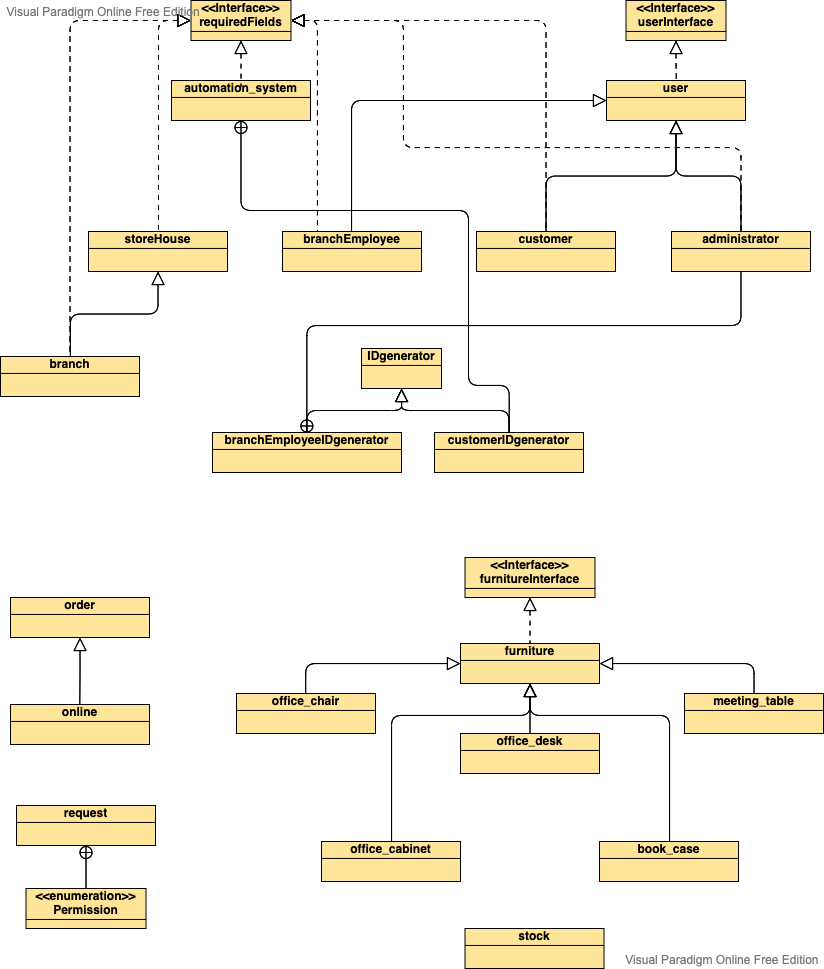 Visual Paradigm Online Free Edition
<<Interface>>
requiredFields
<<Interface>>
userInterface
automation_system
user
storeHouse
branchEmployee
customer
administrator
branch
IDgenerator
branchEmployeeIDgenerator
customerIDgenerator
<<Interface>>
furnitureInterface
order
furniture
office_chair
meeting_table
online
office_desk
request
office_cabinet
book_case
<<enumeration>>
Permission
stock
Visual Paradigm Online Free Edition